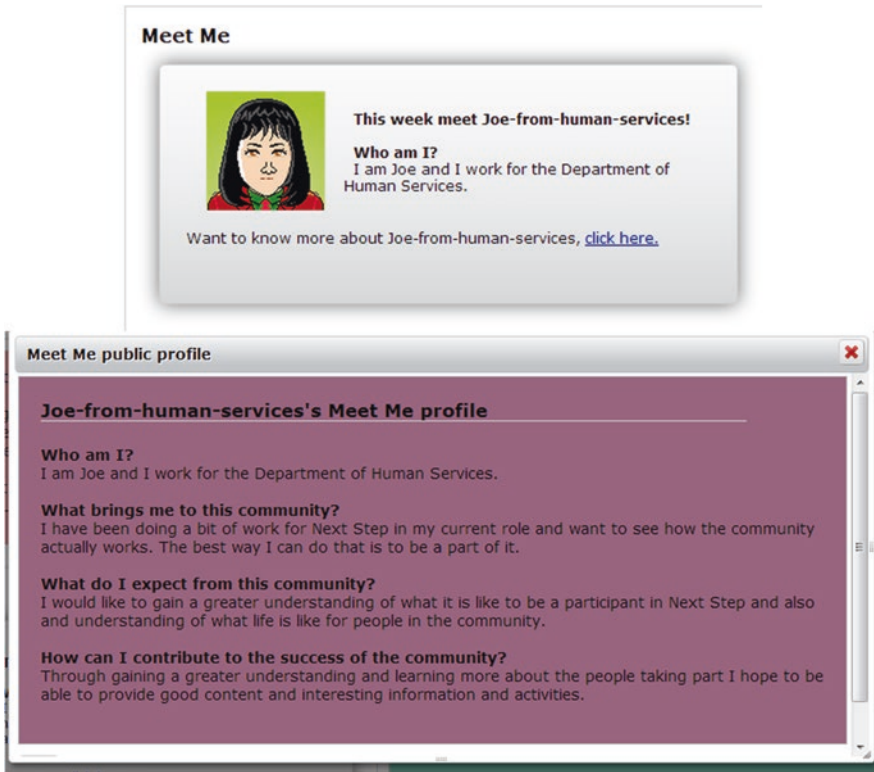 Meet Me
This week meet Joe-from-human-services!
Who am I?
I am Joe and I work for the Department of
Human Services.
Want to know more about Joe-from-human-services, click here.
Meet Me public profile
Joe-from-human-services's Meet Me profile
Who am I?
I am Joe and I work for the Department of Human Services.
What brings me to this community?
I have been doing a bit of work for Next Step in my current role and want to see how the community
actually works. The best way I can do that is to be a part of it.
What do I expect from this community?
I would like to gain a greater understanding of what it is like to be a participant in Next Step and also
and understanding of what life is like for people in the community.
How can I contribute to the success of the community?
Through gaining a greater understanding and learning more about the people taking part I hope to be
able to provide good content and interesting information and activities.